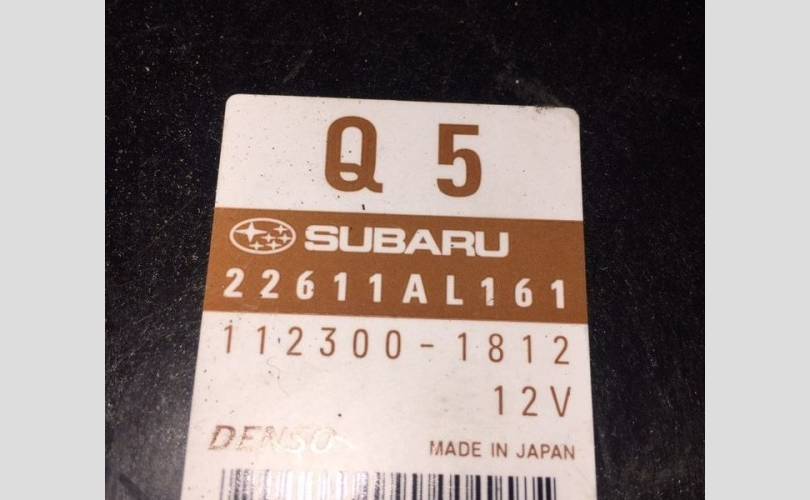 Q 5
SUBARU
22611AL161
112300-1812
12V
DENSO MADE IN JAPAN